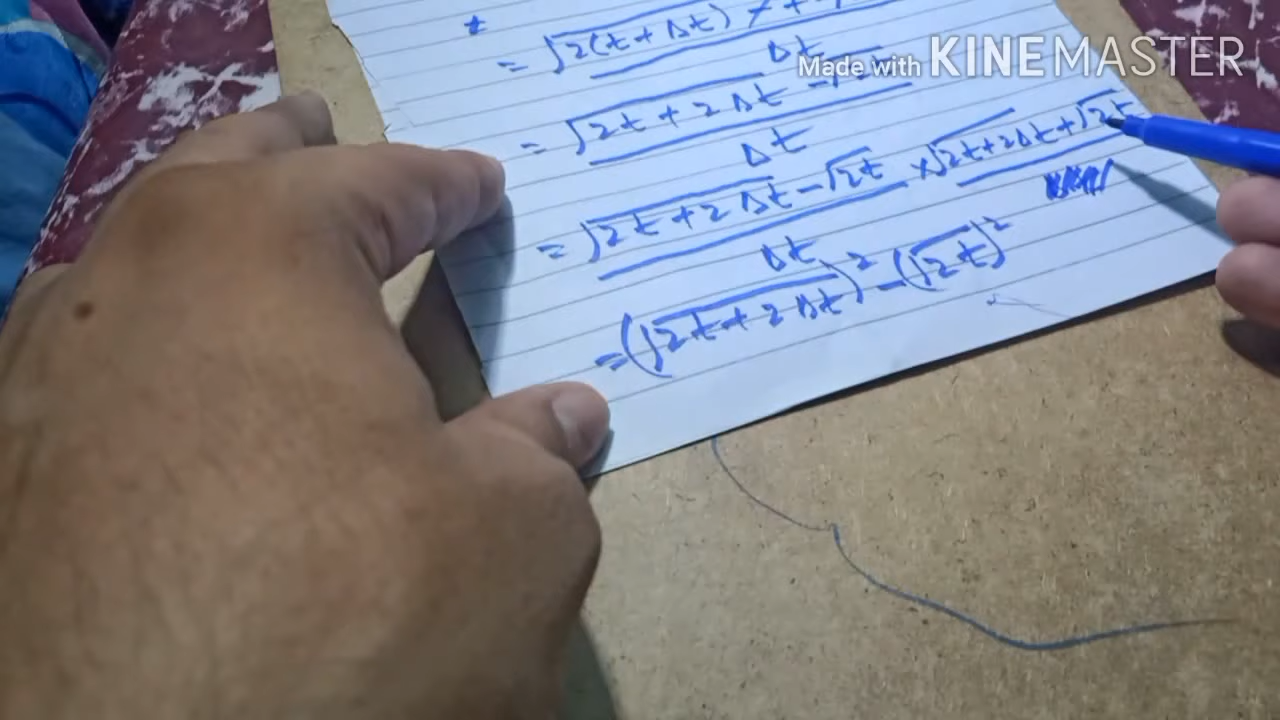 = √2(t + Δt)
Δt
Made with KINEMASTER
= √2t + 2Δt - √2t
Δt
= √2t + 2Δt - √2t × √2t + 2Δt + √2t
Δt
= (√2t + 2Δt)² - (√2t)²